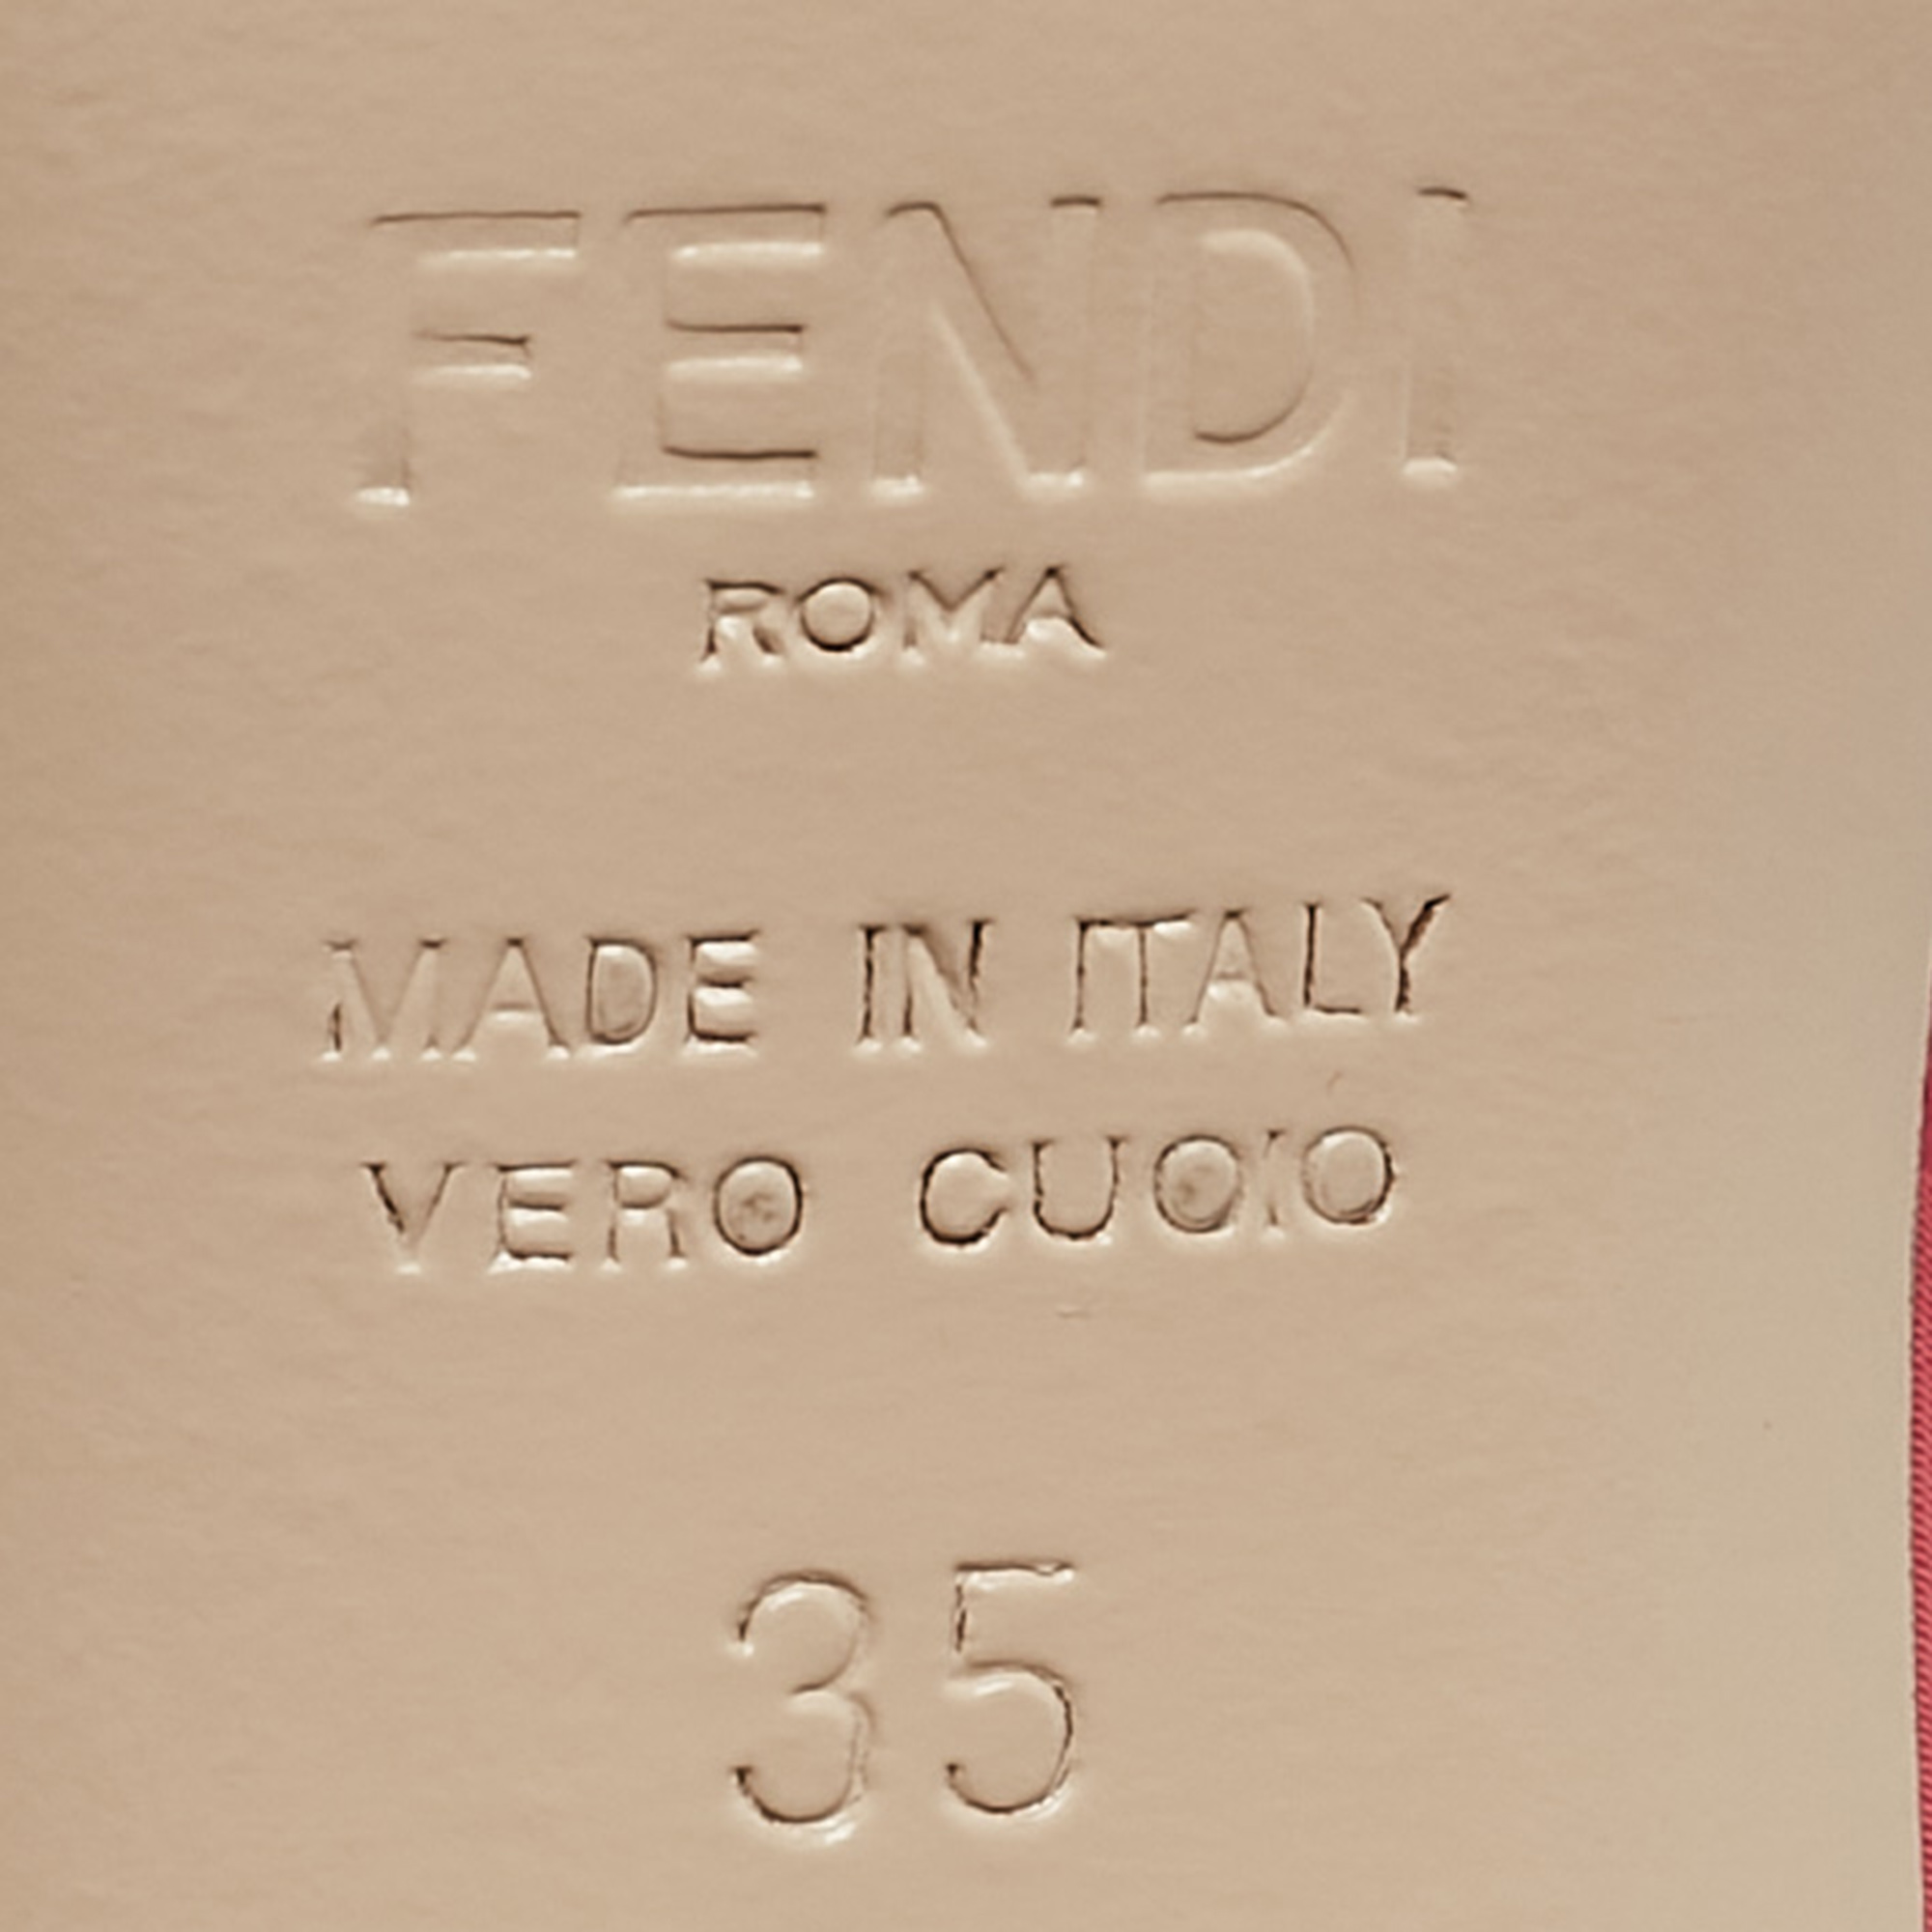 FENDI
ROMA
MADE IN ITALY
VERO CUOIO
35